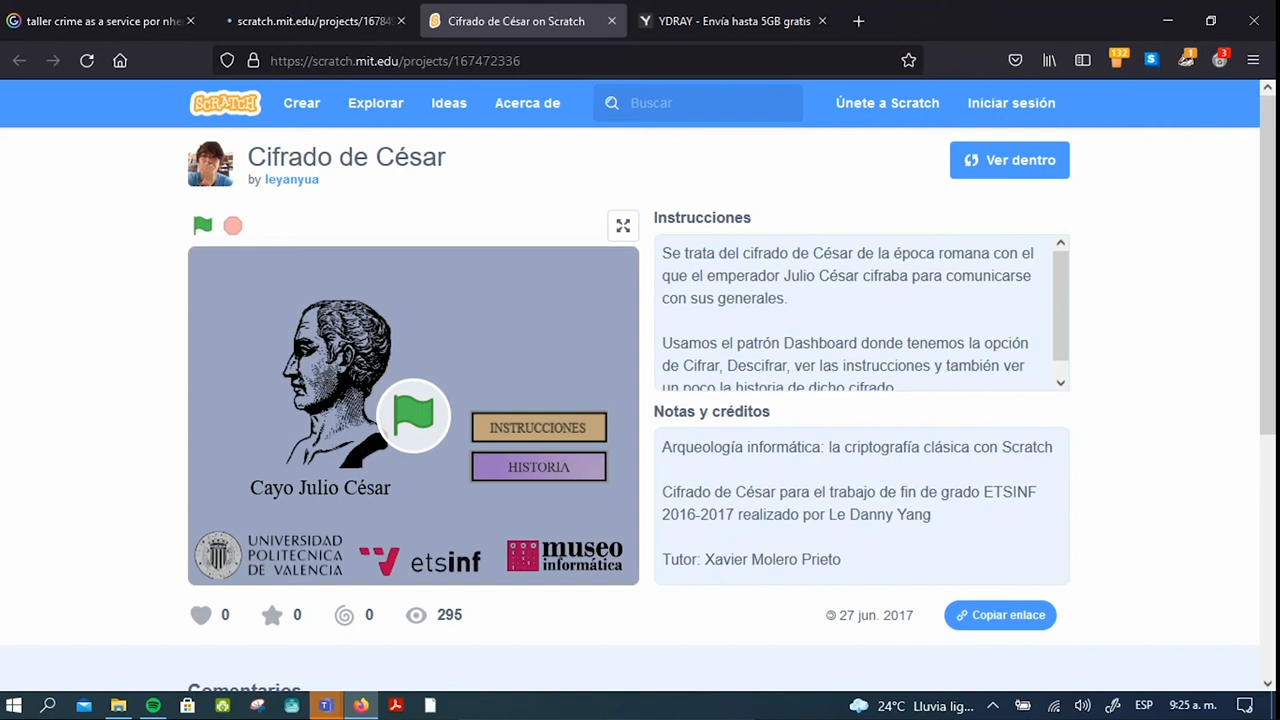 taller crime as a service por nhe
scratch.mit.edu/projects/16784
Cifrado de César on Scratch
YDRAY - Envía hasta 5GB gratis
https://scratch.mit.edu/projects/167472336
132
1
3
SCRATCH
Crear
Explorar
Ideas
Acerca de
Buscar
Únete a Scratch
Iniciar sesión
Cifrado de César
by leyanyua
Ver dentro
Instrucciones
Se trata del cifrado de César de la época romana con el
que el emperador Julio César cifraba para comunicarse
con sus generales.
Usamos el patrón Dashboard donde tenemos la opción
de Cifrar, Descifrar, ver las instrucciones y también ver
un poco la historia de dicho cifrado
INSTRUCCIONES
HISTORIA
Cayo Julio César
UNIVERSIDAD
POLITECNICA
DE VALENCIA
etsinf
museo
informática
Notas y créditos
Arqueología informática: la criptografía clásica con Scratch
Cifrado de César para el trabajo de fin de grado ETSINF
2016-2017 realizado por Le Danny Yang
Tutor: Xavier Molero Prieto
0
0
0
295
27 jun. 2017
Copiar enlace
Comentarios
24°C Lluvia lig...
ESP
9:25 a. m.